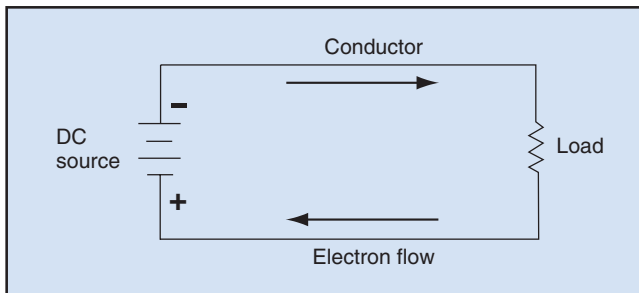 Conductor
−
DC
source
Load
+
Electron flow